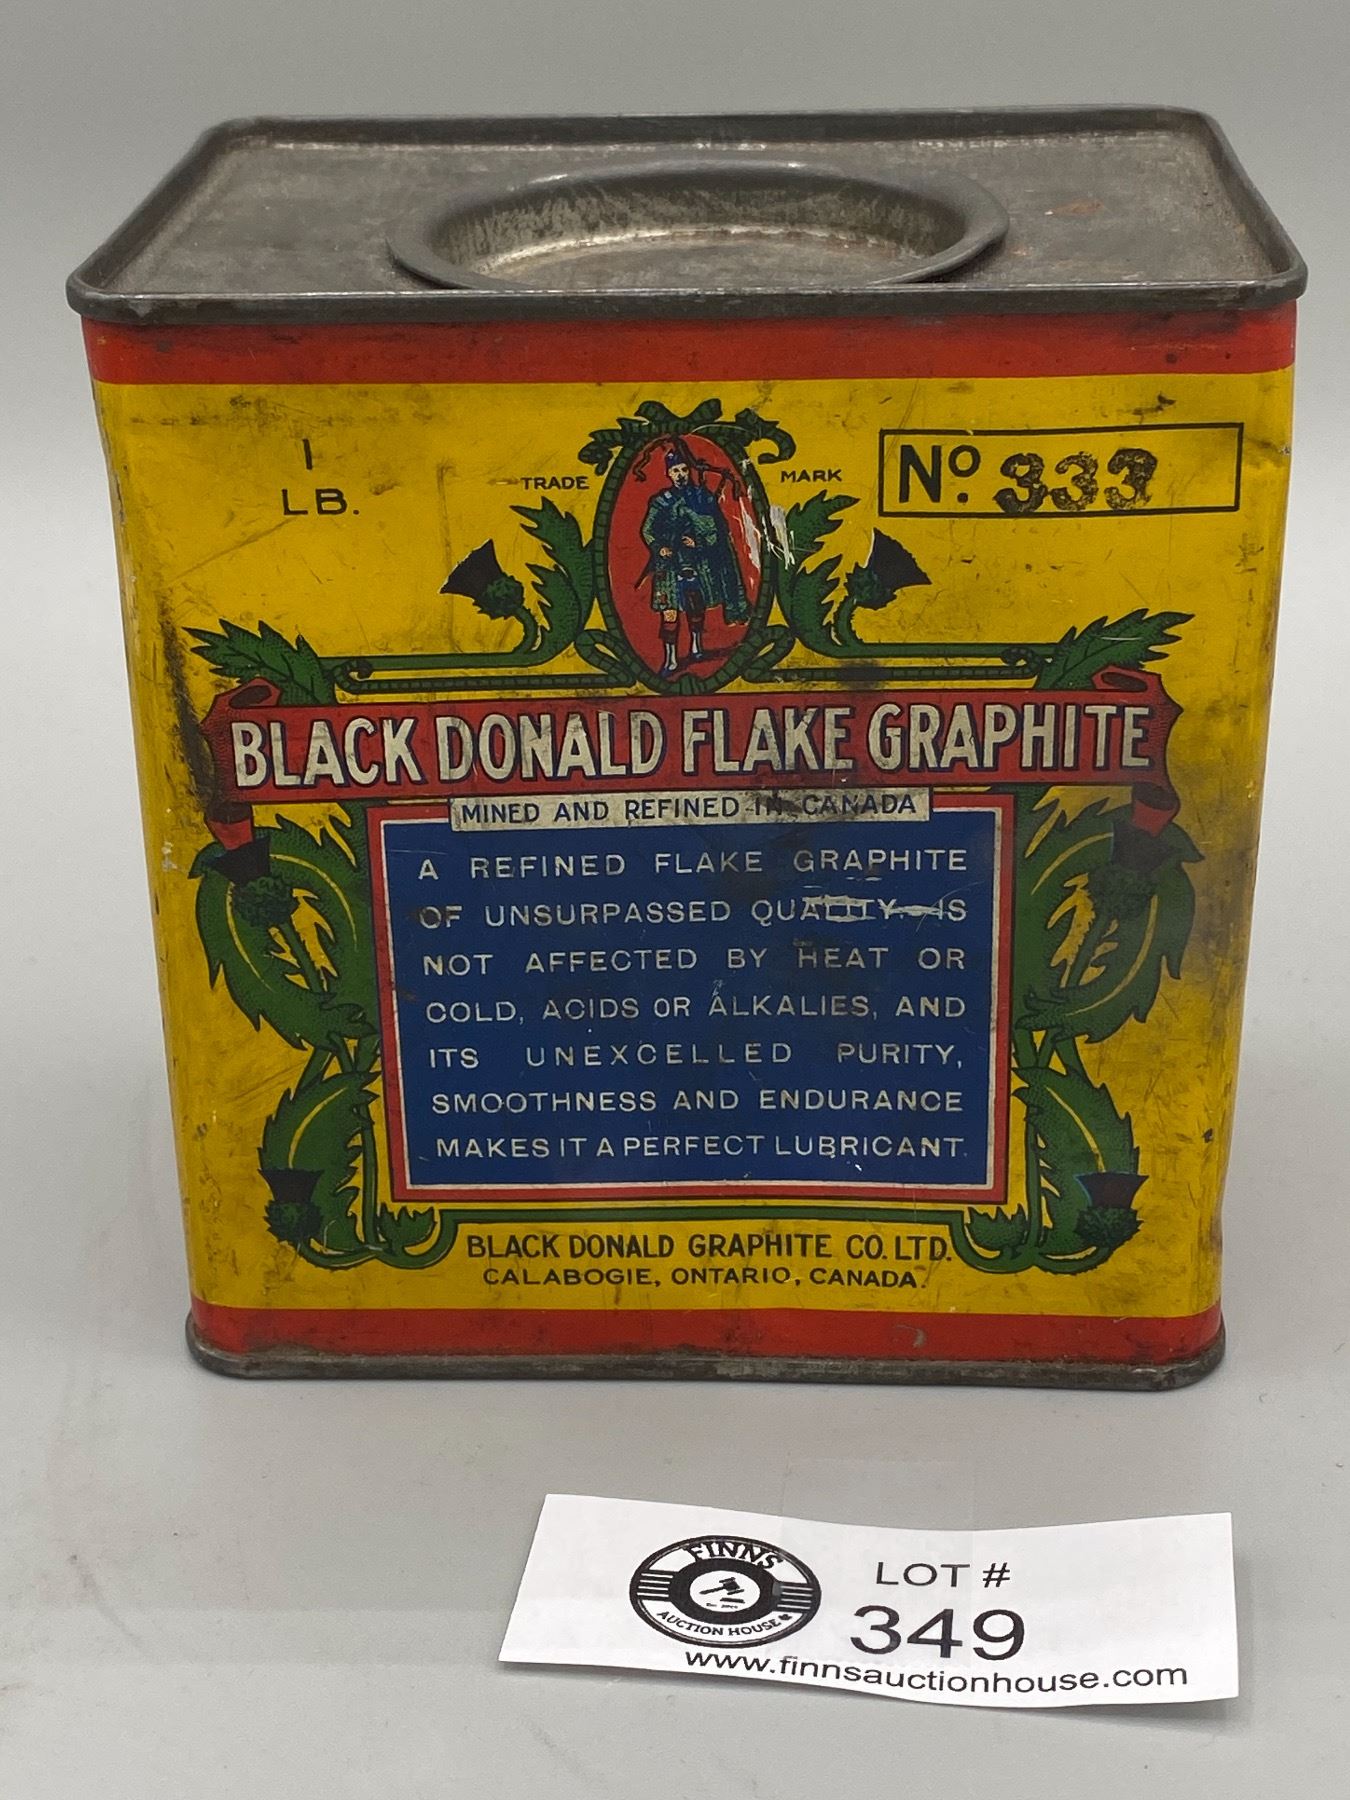 1
LB.
TRADE MARK
No. 333
BLACK DONALD FLAKE GRAPHITE
MINED AND REFINED IN CANADA
A REFINED FLAKE GRAPHITE
OF UNSURPASSED QUALITY. IS
NOT AFFECTED BY HEAT OR
COLD, ACIDS OR ALKALIES, AND
ITS UNEXCELLED PURITY,
SMOOTHNESS AND ENDURANCE
MAKES IT A PERFECT LUBRICANT.
BLACK DONALD GRAPHITE CO. LTD.
CALABOGIE, ONTARIO, CANADA.
FINNS
AUCTION HOUSE
LOT #
349
www.finnsauctionhouse.com